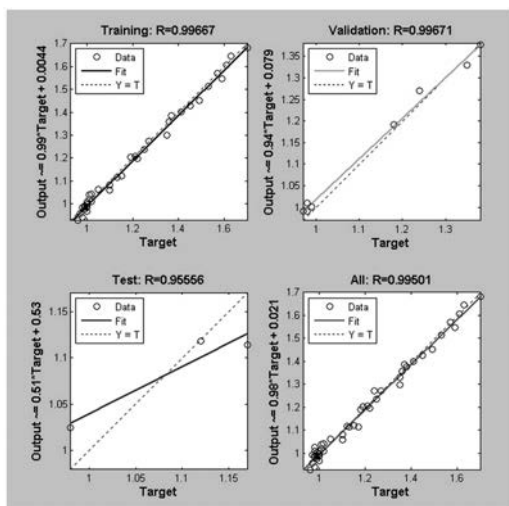 Training: R=0.99667
Output ~= 0.99*Target + 0.0044
1.7
1.6
1.5
1.4
1.3
1.2
1.1
1
Data
Fit
Y = T
1
1.2
1.4
1.6
Target
Validation: R=0.99671
Output ~= 0.94*Target + 0.079
1.35
1.3
1.25
1.2
1.15
1.1
1.05
1
Data
Fit
Y = T
1
1.1
1.2
1.3
Target
Test: R=0.95556
Output ~= 0.51*Target + 0.53
1.15
1.1
1.05
1
Data
Fit
Y = T
1
1.05
1.1
1.15
Target
All: R=0.99501
Output ~= 0.98*Target + 0.021
1.7
1.6
1.5
1.4
1.3
1.2
1.1
1
Data
Fit
Y = T
1
1.2
1.4
1.6
Target